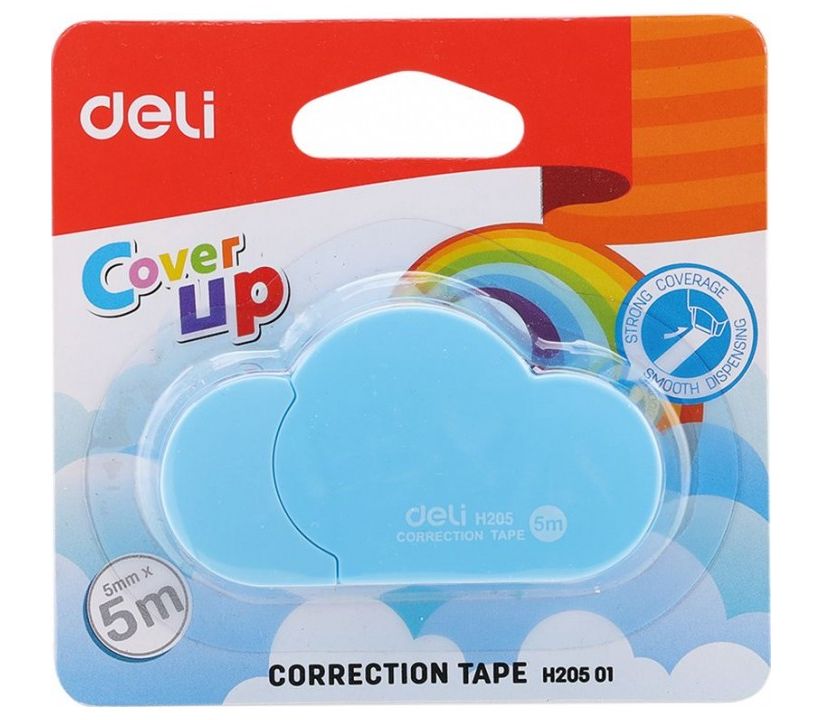 deli
Cover
up
STRONG COVERAGE
SMOOTH DISPENSING
deli H205 5m
CORRECTION TAPE
5mm x
5m
CORRECTION TAPE H205 01